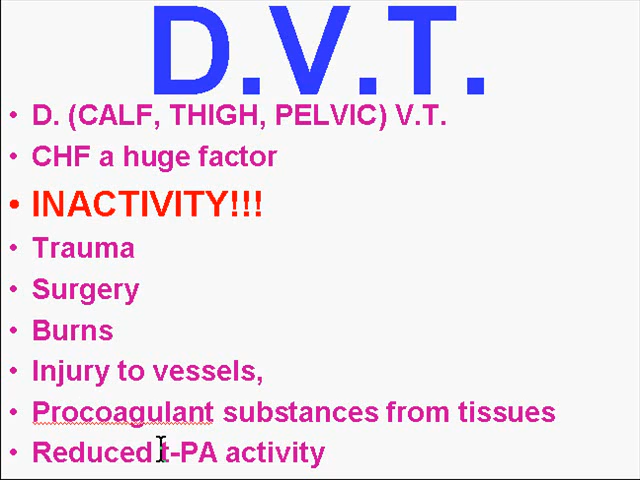 D.V.T.
• D. (CALF, THIGH, PELVIC) V.T.
• CHF a huge factor
• INACTIVITY!!!
• Trauma
• Surgery
• Burns
• Injury to vessels,
• Procoagulant substances from tissues
• Reduced t-PA activity